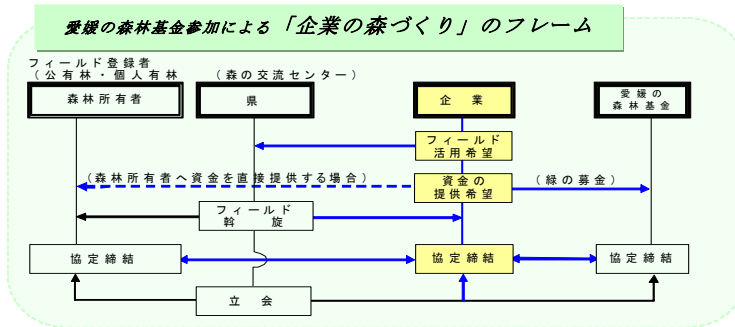 愛媛の森林基金参加による「企業の森づくり」のフレーム
フィールド登録者
（公有林・個人有林
（森の交流センター）
森林所有者
県
企業
愛媛の
森林基金
フィールド
活用希望
（森林所有者へ資金を直接提供する場合）
資金の
提供希望
（緑の募金）
フィールド
斡旋
協定締結
協定締結
協定締結
立会